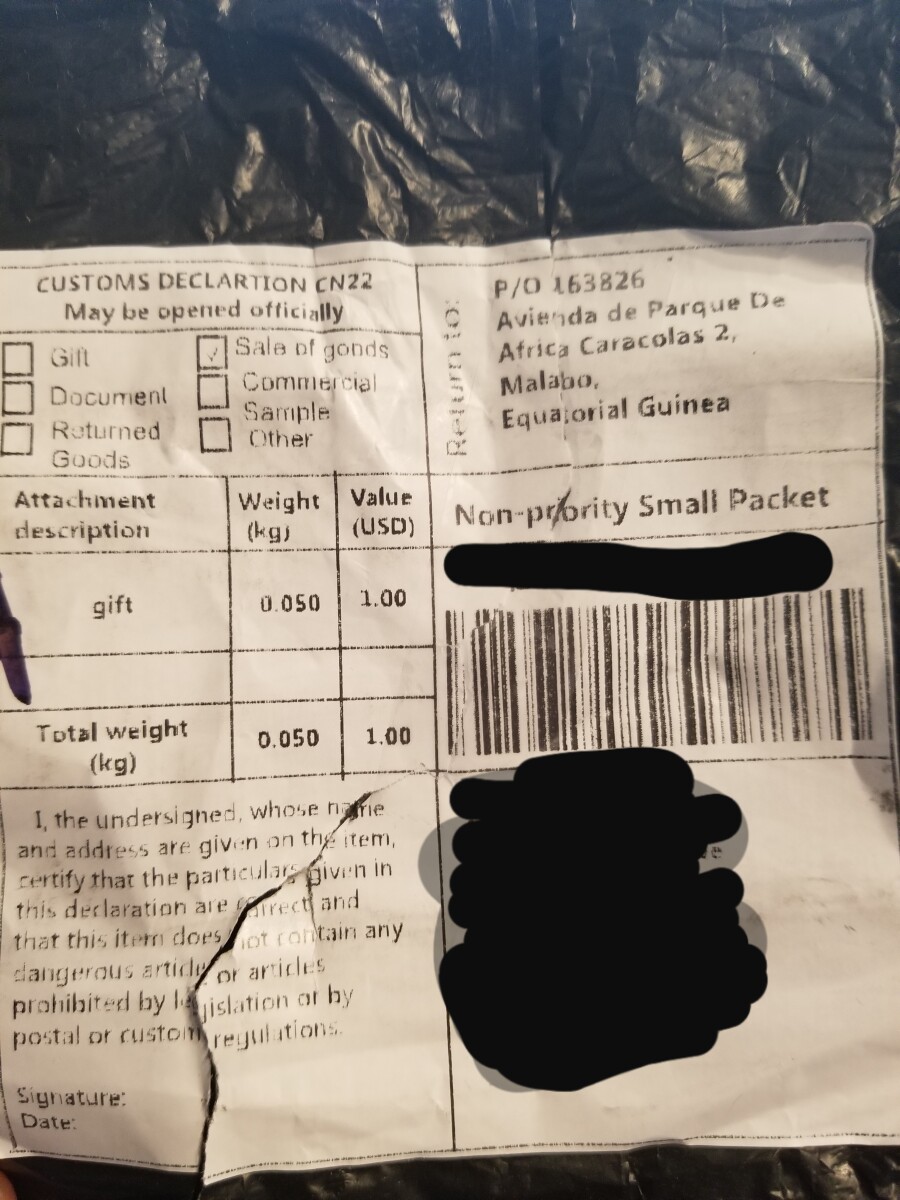 CUSTOMS DECLARTION CN22
May be opened officially
Gift
Sale of goods
Document
Commercial
Sample
Returned
Goods
Other
Return to:
P/O 163826
Avienda de Parque De
Africa Caracolas 2,
Malabo,
Equatorial Guinea
Attachment
description
Weight
(kg)
Value
(USD)
gift
0.050
1.00
Total weight
(kg)
0.050
1.00
Non-priority Small Packet
I, the undersigned, whose name
and address are given on the item,
certify that the particulars given in
this declaration are correct and
that this item does not contain any
dangerous article or articles
prohibited by legislation or by
postal or custom regulations.
Signature:
Date: